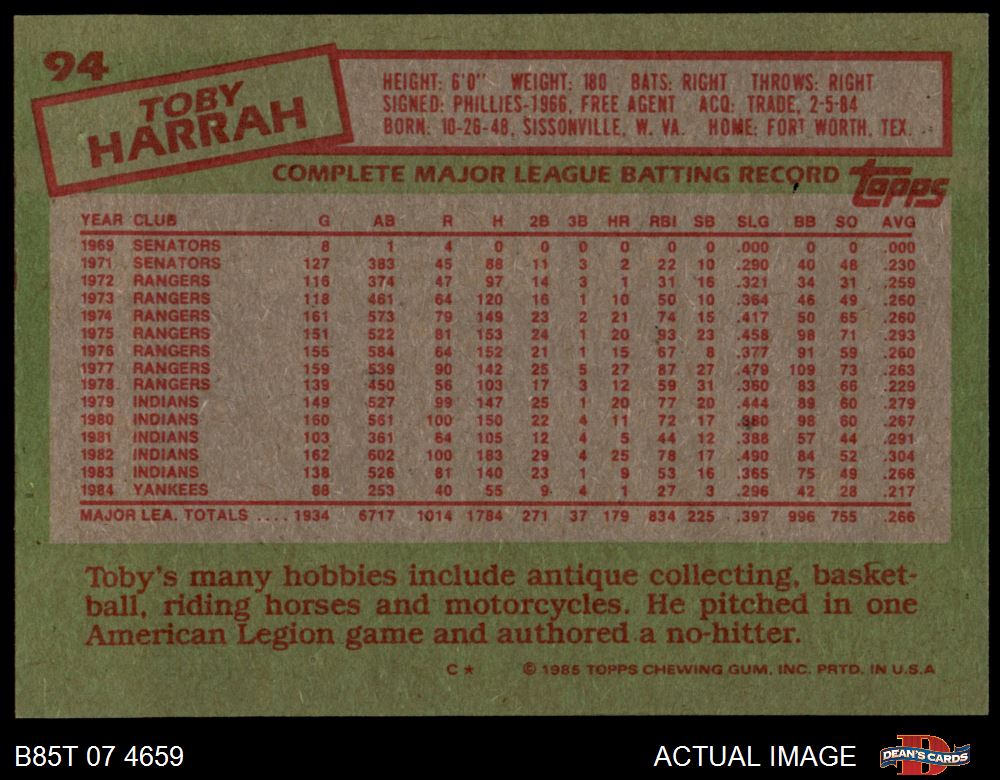 94
TOBY
HARRAH
HEIGHT: 6'0" WEIGHT: 180 BATS: RIGHT THROWS: RIGHT
SIGNED: PHILLIES-1966, FREE AGENT ACQ: TRADE, 2-5-84
BORN: 10-26-48, SISSONVILLE, W. VA. HOME: FORT WORTH, TEX.
COMPLETE MAJOR LEAGUE BATTING RECORD topps
YEAR CLUB G AB R H 2B 3B HR RBI SB SLG BB SO AVG
1969 SENATORS 8 1 4 0 0 0 0 0 0 .000 0 0 .000
1971 SENATORS 127 383 45 88 11 3 2 22 10 .290 40 48 .230
1972 RANGERS 116 374 47 97 14 3 1 31 16 .321 34 31 .259
1973 RANGERS 118 461 64 120 16 1 10 50 10 .364 46 49 .260
1974 RANGERS 161 573 79 149 23 2 21 74 15 .417 50 65 .260
1975 RANGERS 151 522 81 153 24 1 20 93 23 .458 98 71 .293
1976 RANGERS 155 584 64 152 21 1 15 67 8 .377 91 59 .260
1977 RANGERS 159 539 90 142 25 5 27 87 27 .479 109 73 .263
1978 RANGERS 139 450 56 103 17 3 12 59 31 .360 83 66 .229
1979 INDIANS 149 527 99 147 25 1 20 77 20 .444 89 60 .279
1980 INDIANS 160 561 100 150 22 4 11 72 17 .380 98 60 .267
1981 INDIANS 103 361 64 105 12 4 5 44 12 .388 57 44 .291
1982 INDIANS 162 602 100 183 29 4 25 78 17 .490 84 52 .304
1983 INDIANS 138 526 81 140 23 1 9 53 16 .365 75 49 .266
1984 YANKEES 88 253 40 55 9 4 1 27 3 .296 42 28 .217
MAJOR LEA. TOTALS .... 1934 6717 1014 1784 271 37 179 834 225 .397 996 755 .266
Toby's many hobbies include antique collecting, basket-
ball, riding horses and motorcycles. He pitched in one
American Legion game and authored a no-hitter.
C★ © 1985 TOPPS CHEWING GUM, INC. PRTD. IN U.S.A
B85T 07 4659 ACTUAL IMAGE DEAN'S CARDS